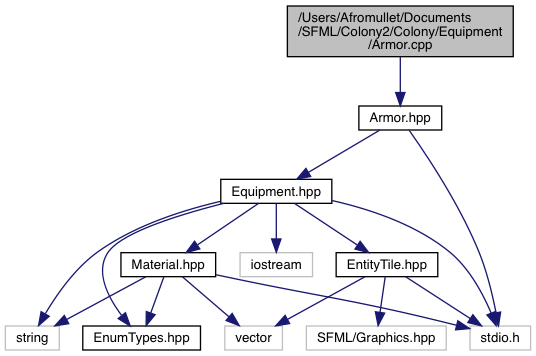 /Users/Afromullet/Documents
/SFML/Colony2/Colony/Equipment
/Armor.cpp
Armor.hpp
Equipment.hpp
Material.hpp
iostream
EntityTile.hpp
string
EnumTypes.hpp
vector
SFML/Graphics.hpp
stdio.h